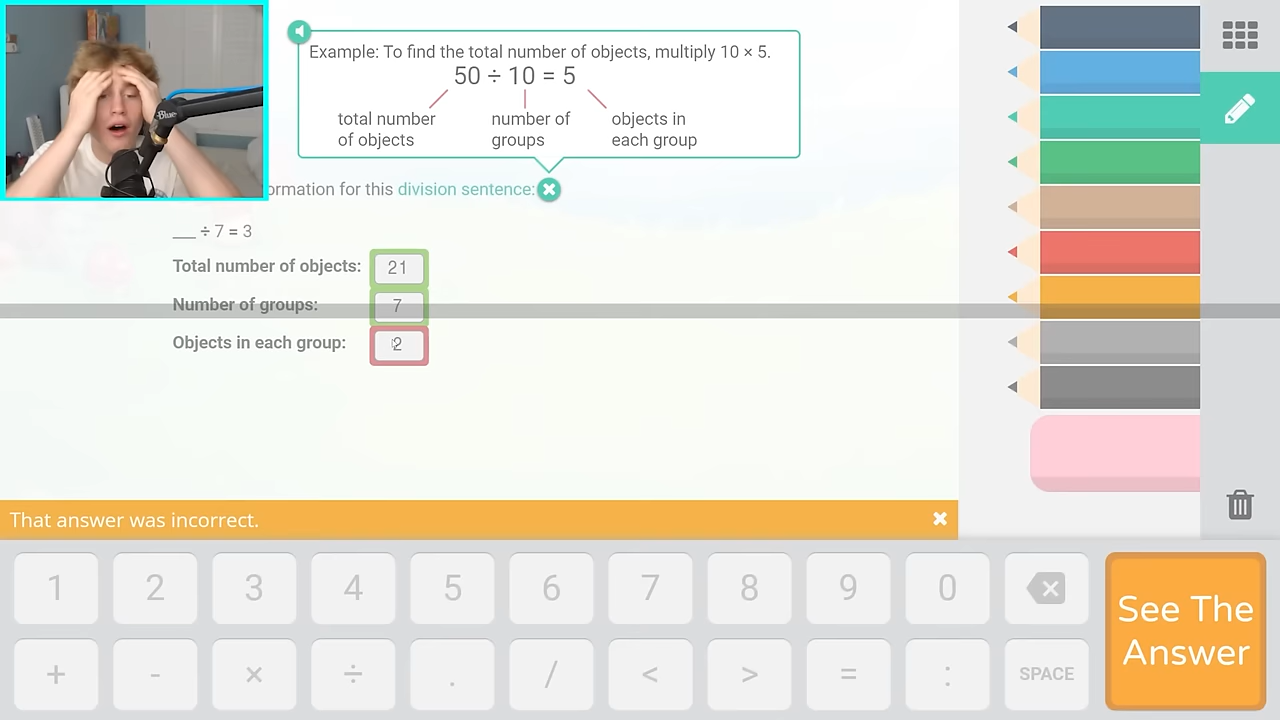 Example: To find the total number of objects, multiply 10 × 5.
50 ÷ 10 = 5
total number of objects
number of groups
objects in each group
ormation for this division sentence:
___ ÷ 7 = 3
Total number of objects: 21
Number of groups: 7
Objects in each group: 2
That answer was incorrect.
1 2 3 4 5 6 7 8 9 0
+ - × ÷ . / < > = : SPACE
See The Answer
Blue